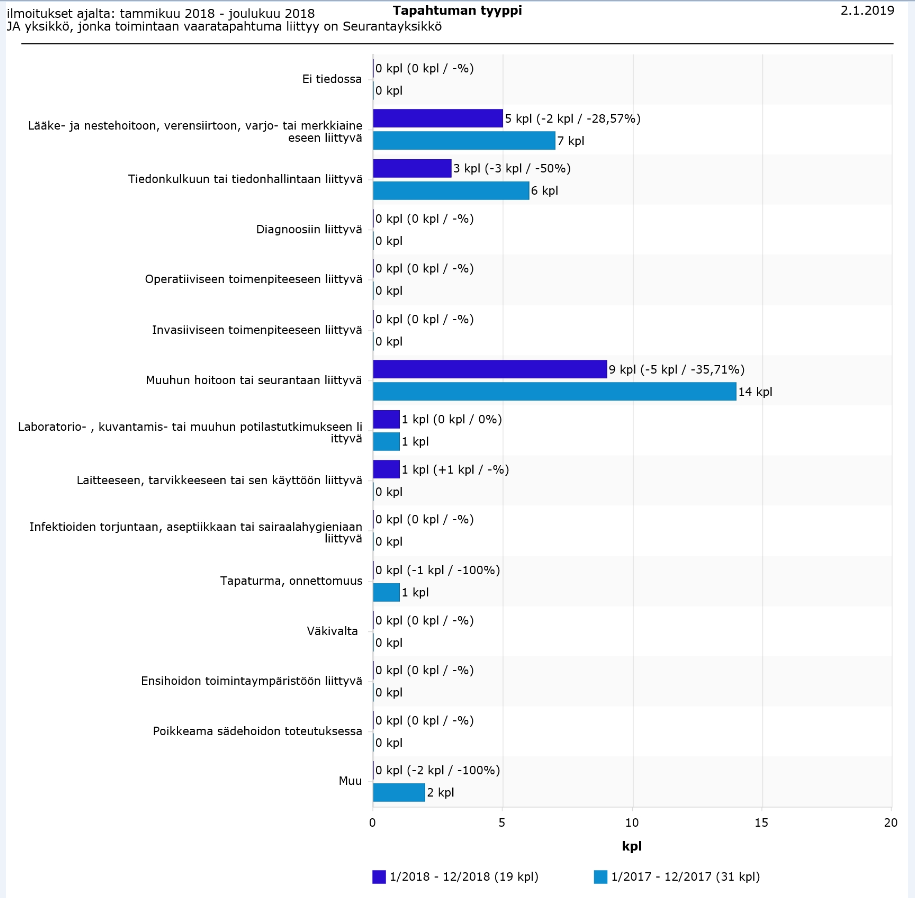 ilmoitukset ajalta: tammikuu 2018 - joulukuu 2018
Tapahtuman tyyppi
2.1.2019
JA yksikkö, jonka toimintaan vaaratapahtuma liittyy on Seurantayksikkö
Ei tiedossa
0 kpl (0 kpl / -%)
0 kpl
Lääke- ja nestehoitoon, verensiirtoon, varjo- tai merkkiaine
eseen liittyvä
5 kpl (-2 kpl / -28,57%)
7 kpl
Tiedonkulkuun tai tiedonhallintaan liittyvä
3 kpl (-3 kpl / -50%)
6 kpl
Diagnoosiin liittyvä
0 kpl (0 kpl / -%)
0 kpl
Operatiiviseen toimenpiteeseen liittyvä
0 kpl (0 kpl / -%)
0 kpl
Invasiiviseen toimenpiteeseen liittyvä
0 kpl (0 kpl / -%)
0 kpl
Muuhun hoitoon tai seurantaan liittyvä
9 kpl (-5 kpl / -35,71%)
14 kpl
Laboratorio- , kuvantamis- tai muuhun potilastutkimukseen li
ittyvä
1 kpl (0 kpl / 0%)
1 kpl
Laitteeseen, tarvikkeeseen tai sen käyttöön liittyvä
1 kpl (+1 kpl / -%)
0 kpl
Infektioiden torjuntaan, aseptiikkaan tai sairaalahygieniaan
liittyvä
0 kpl (0 kpl / -%)
0 kpl
Tapaturma, onnettomuus
0 kpl (-1 kpl / -100%)
1 kpl
Väkivalta
0 kpl (0 kpl / -%)
0 kpl
Ensihoidon toimintaympäristöön liittyvä
0 kpl (0 kpl / -%)
0 kpl
Poikkeama sädehoidon toteutuksessa
0 kpl (0 kpl / -%)
0 kpl
Muu
0 kpl (-2 kpl / -100%)
2 kpl
0 5 10 15 20
kpl
1/2018 - 12/2018 (19 kpl)
1/2017 - 12/2017 (31 kpl)